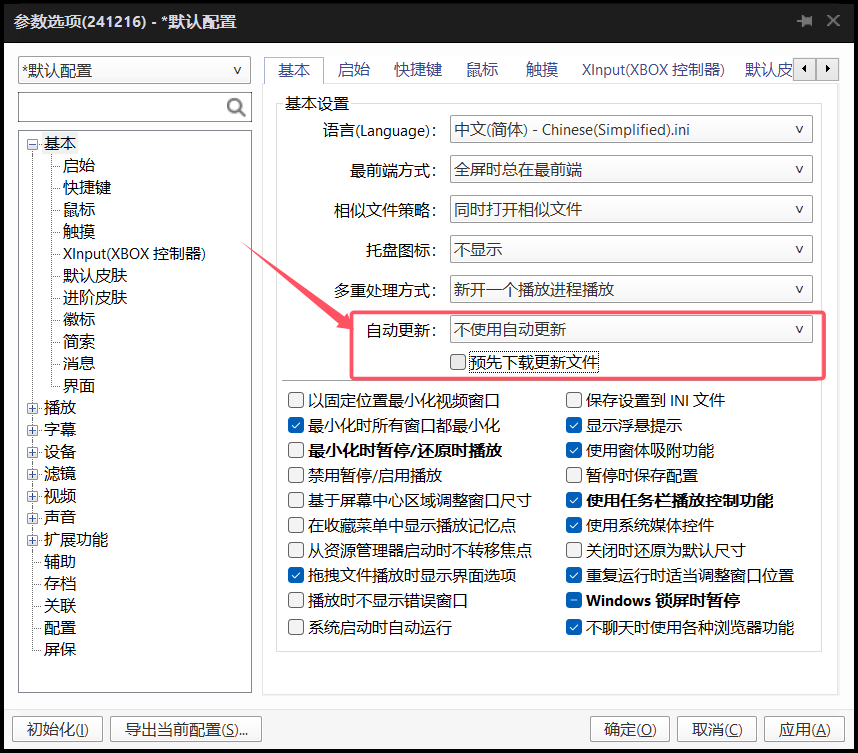 参数选项(241216) - *默认配置
*默认配置
基本
启始
快捷键
鼠标
触摸
XInput(XBOX 控制器)
默认皮肤
进阶皮肤
徽标
简索
消息
界面
播放
字幕
设备
滤镜
视频
声音
扩展功能
辅助
存档
关联
配置
屏保
基本 启始 快捷键 鼠标 触摸 XInput(XBOX 控制器) 默认皮
基本设置
语言(Language): 中文(简体) - Chinese(Simplified).ini
最前端方式: 全屏时总在最前端
相似文件策略: 同时打开相似文件
托盘图标: 不显示
多重处理方式: 新开一个播放进程播放
自动更新: 不使用自动更新
预先下载更新文件
以固定位置最小化视频窗口
最小化时所有窗口都最小化
最小化时暂停/还原时播放
禁用暂停/启用播放
基于屏幕中心区域调整窗口尺寸
在收藏菜单中显示播放记忆点
从资源管理器启动时不转移焦点
拖拽文件播放时显示界面选项
播放时不显示错误窗口
系统启动时自动运行
保存设置到 INI 文件
显示浮悬提示
使用窗体吸附功能
暂停时保存配置
使用任务栏播放控制功能
使用系统媒体控件
关闭时还原为默认尺寸
重复运行时适当调整窗口位置
Windows 锁屏时暂停
不聊天时使用各种浏览器功能
初始化(I) 导出当前配置(S)... 确定(O) 取消(C) 应用(A)